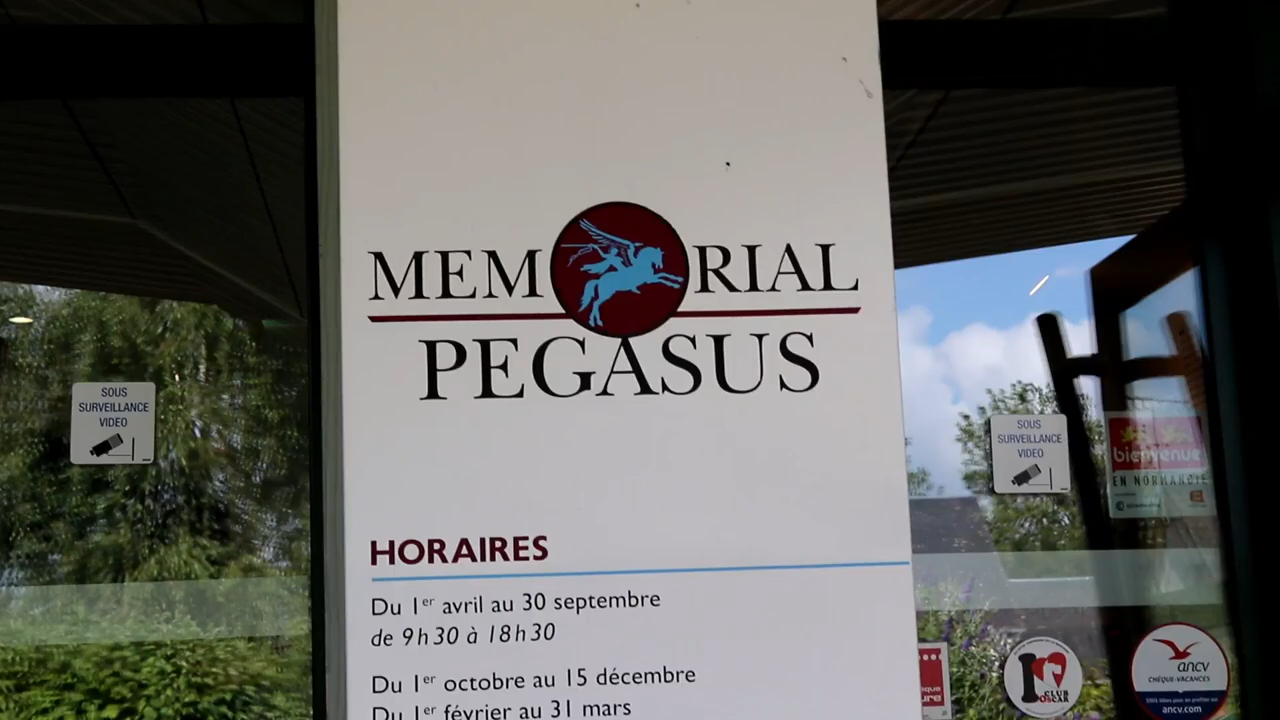 MEMORIAL
PEGASUS
HORAIRES
Du 1er avril au 30 septembre
de 9h30 à 18h30
Du 1er octobre au 15 décembre
Du 1er février au 31 mars
SOUS
SURVEILLANCE
VIDEO
SOUS
SURVEILLANCE
VIDEO
bienvenue
EN NORMANDIE
CLUB
OSCAR
ancv
CHÈQUE-VACANCES
ancv.com